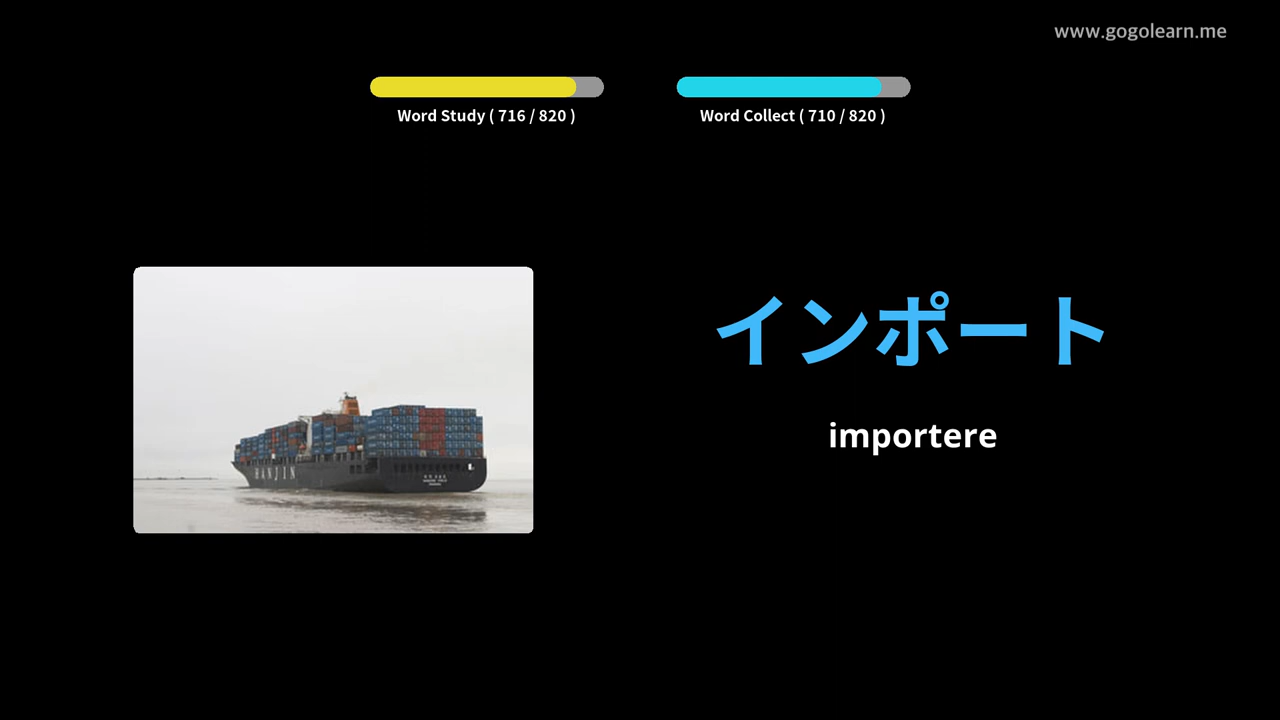 www.gogolearn.me
Word Study ( 716 / 820 )
Word Collect ( 710 / 820 )
インポート
importere
HANJIN